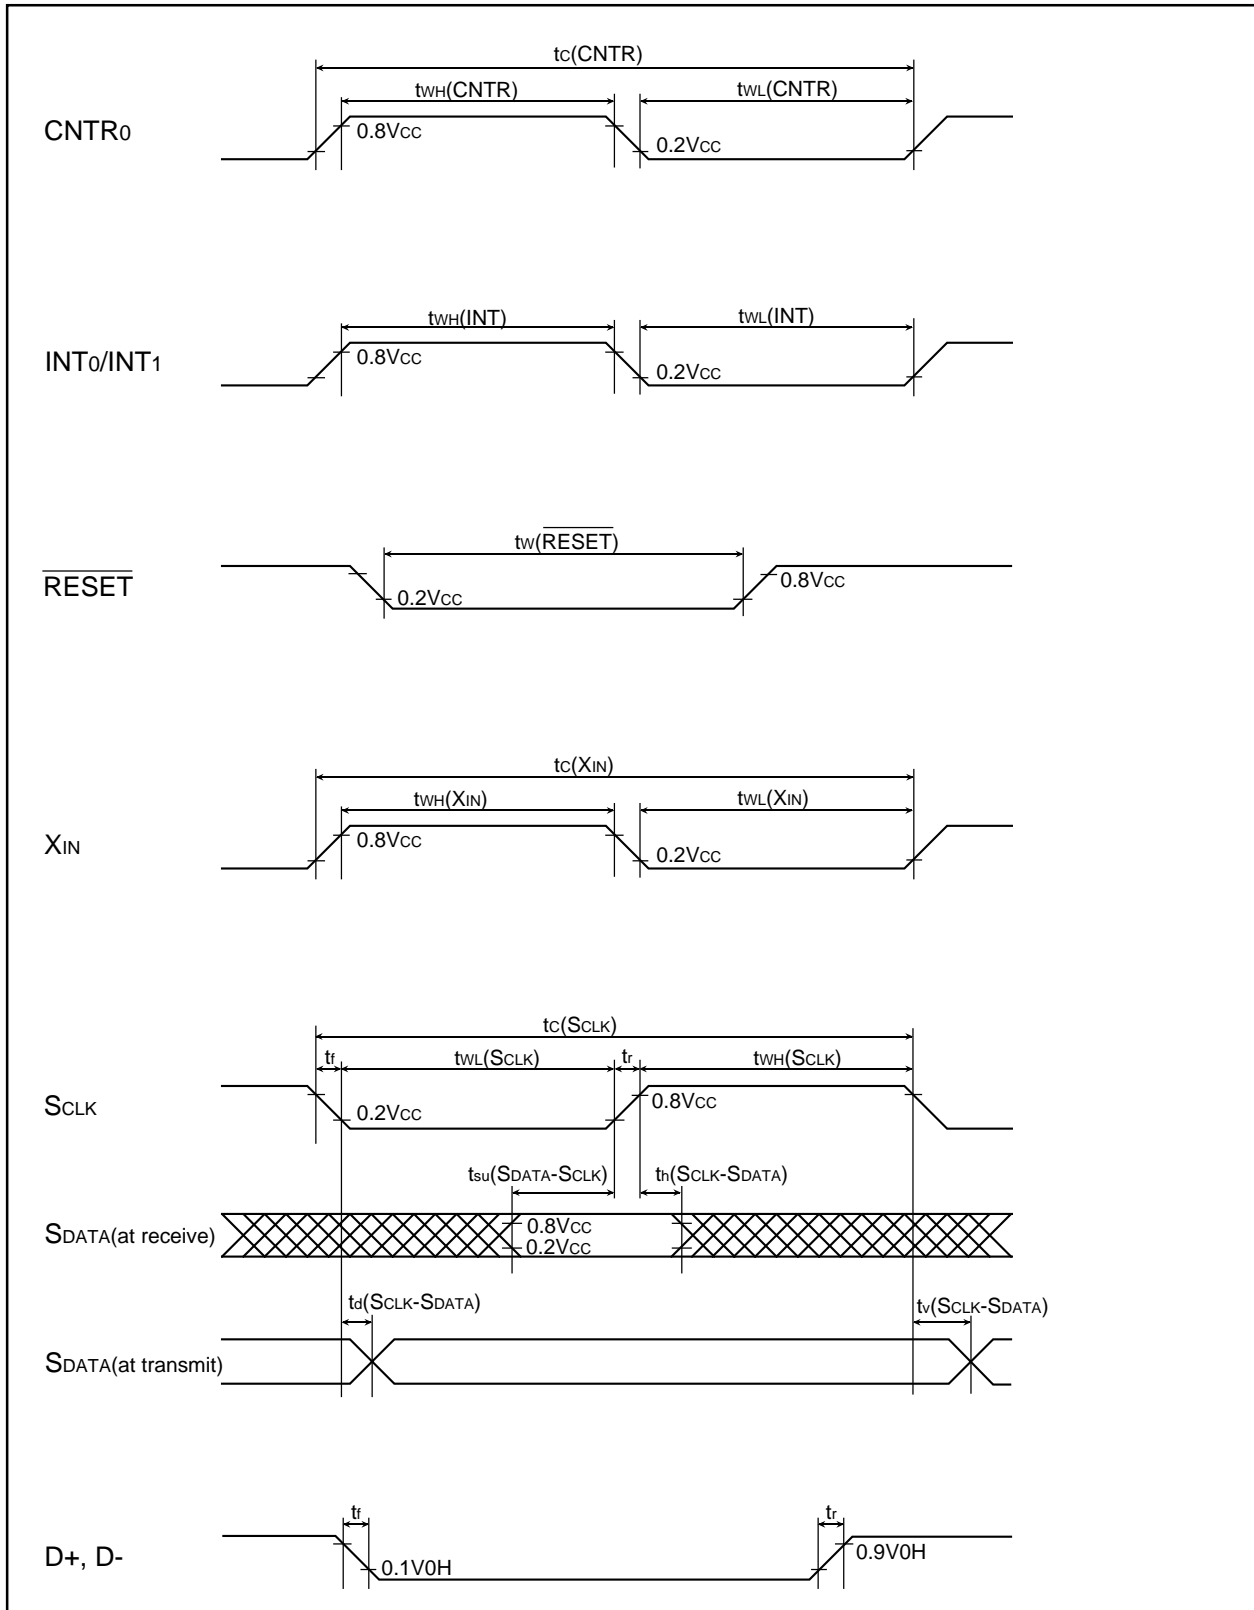 tC(CNTR)
tWH(CNTR) tWL(CNTR)
CNTR0
0.8VCC
0.2VCC
tWH(INT) tWL(INT)
INT0/INT1
0.8VCC
0.2VCC
tW(RESET)
RESET
0.8VCC
0.2VCC
tC(XIN)
tWH(XIN) tWL(XIN)
XIN
0.8VCC
0.2VCC
tC(SCLK)
tf tWL(SCLK) tr tWH(SCLK)
SCLK
0.2VCC
0.8VCC
tsu(SDATA-SCLK) th(SCLK-SDATA)
SDATA(at receive)
0.8VCC
0.2VCC
td(SCLK-SDATA) tv(SCLK-SDATA)
SDATA(at transmit)
tf tr
D+, D-
0.1V0H
0.9V0H